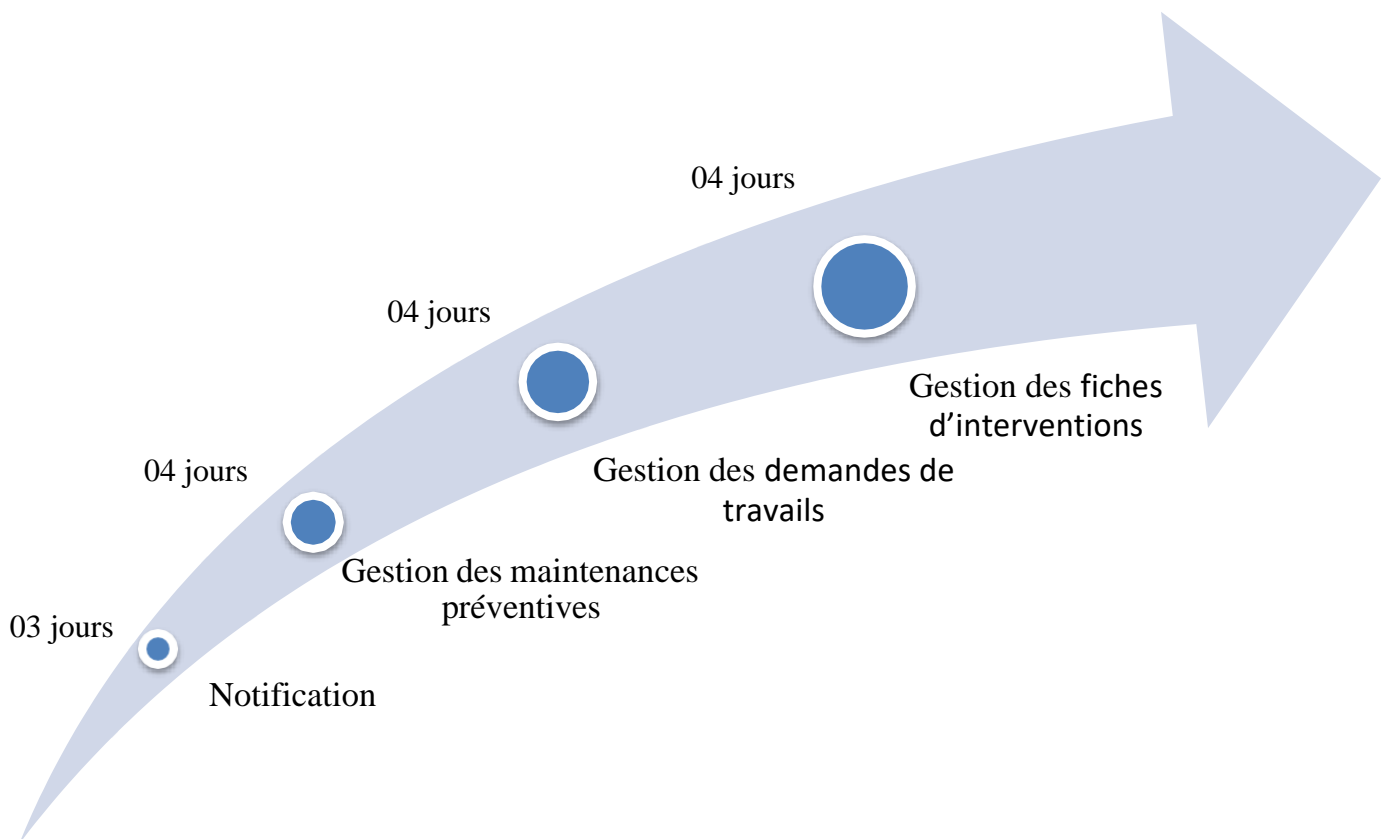 04 jours
04 jours
Gestion des fiches
d’interventions
04 jours
Gestion des demandes de
travails
Gestion des maintenances
préventives
03 jours
Notification